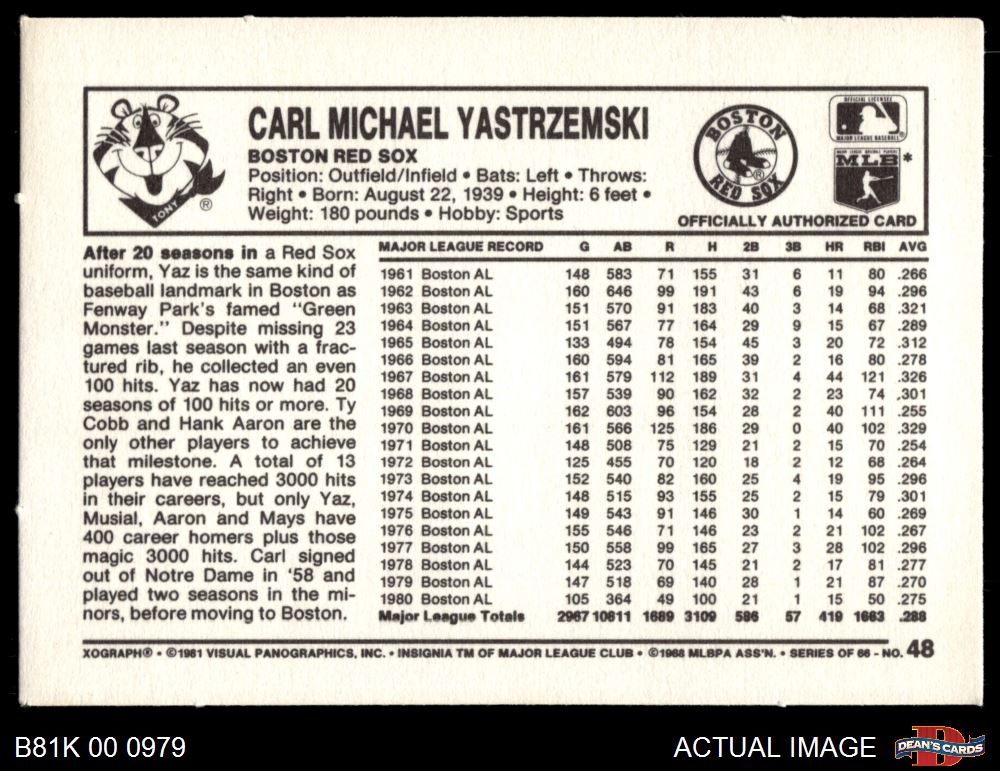 CARL MICHAEL YASTRZEMSKI
BOSTON RED SOX
Position: Outfield/Infield • Bats: Left • Throws:
Right • Born: August 22, 1939 • Height: 6 feet •
Weight: 180 pounds • Hobby: Sports
TONY
®
BOSTON
RED SOX
®
OFFICIAL LICENSEE
MAJOR LEAGUE BASEBALL
MAJOR LEAGUE BASEBALL PLAYERS
MLB*
OFFICIALLY AUTHORIZED CARD
After 20 seasons in a Red Sox
uniform, Yaz is the same kind of
baseball landmark in Boston as
Fenway Park's famed "Green
Monster." Despite missing 23
games last season with a frac-
tured rib, he collected an even
100 hits. Yaz has now had 20
seasons of 100 hits or more. Ty
Cobb and Hank Aaron are the
only other players to achieve
that milestone. A total of 13
players have reached 3000 hits
in their careers, but only Yaz,
Musial, Aaron and Mays have
400 career homers plus those
magic 3000 hits. Carl signed
out of Notre Dame in '58 and
played two seasons in the mi-
nors, before moving to Boston.
MAJOR LEAGUE RECORD G AB R H 2B 3B HR RBI AVG
1961 Boston AL 148 583 71 155 31 6 11 80 .266
1962 Boston AL 160 646 99 191 43 6 19 94 .296
1963 Boston AL 151 570 91 183 40 3 14 68 .321
1964 Boston AL 151 567 77 164 29 9 15 67 .289
1965 Boston AL 133 494 78 154 45 3 20 72 .312
1966 Boston AL 160 594 81 165 39 2 16 80 .278
1967 Boston AL 161 579 112 189 31 4 44 121 .326
1968 Boston AL 157 539 90 162 32 2 23 74 .301
1969 Boston AL 162 603 96 154 28 2 40 111 .255
1970 Boston AL 161 566 125 186 29 0 40 102 .329
1971 Boston AL 148 508 75 129 21 2 15 70 .254
1972 Boston AL 125 455 70 120 18 2 12 68 .264
1973 Boston AL 152 540 82 160 25 4 19 95 .296
1974 Boston AL 148 515 93 155 25 2 15 79 .301
1975 Boston AL 149 543 91 146 30 1 14 60 .269
1976 Boston AL 155 546 71 146 23 2 21 102 .267
1977 Boston AL 150 558 99 165 27 3 28 102 .296
1978 Boston AL 144 523 70 145 21 2 17 81 .277
1979 Boston AL 147 518 69 140 28 1 21 87 .270
1980 Boston AL 105 364 49 100 21 1 15 50 .275
Major League Totals 2967 10811 1689 3109 586 57 419 1663 .288
XOGRAPH® • ©1981 VISUAL PANOGRAPHICS, INC. • INSIGNIA TM OF MAJOR LEAGUE CLUB • ©1968 MLBPA ASS'N. • SERIES OF 66 - NO. 48
B81K 00 0979
ACTUAL IMAGE
D
DEAN'S CARDS